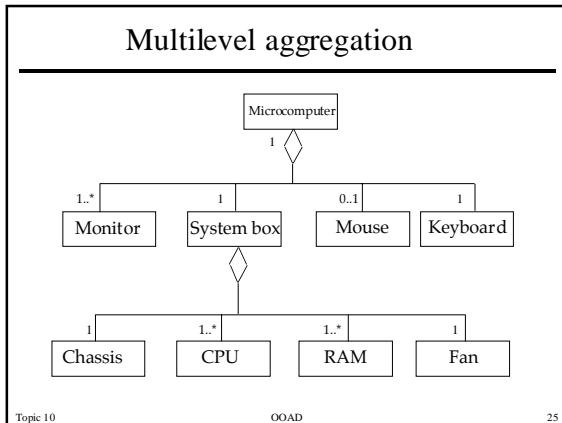 Multilevel aggregation
Microcomputer
1
1..* 1 0..1 1
Monitor System box Mouse Keyboard
1 1..* 1..* 1
Chassis CPU RAM Fan
Topic 10 OOAD 25